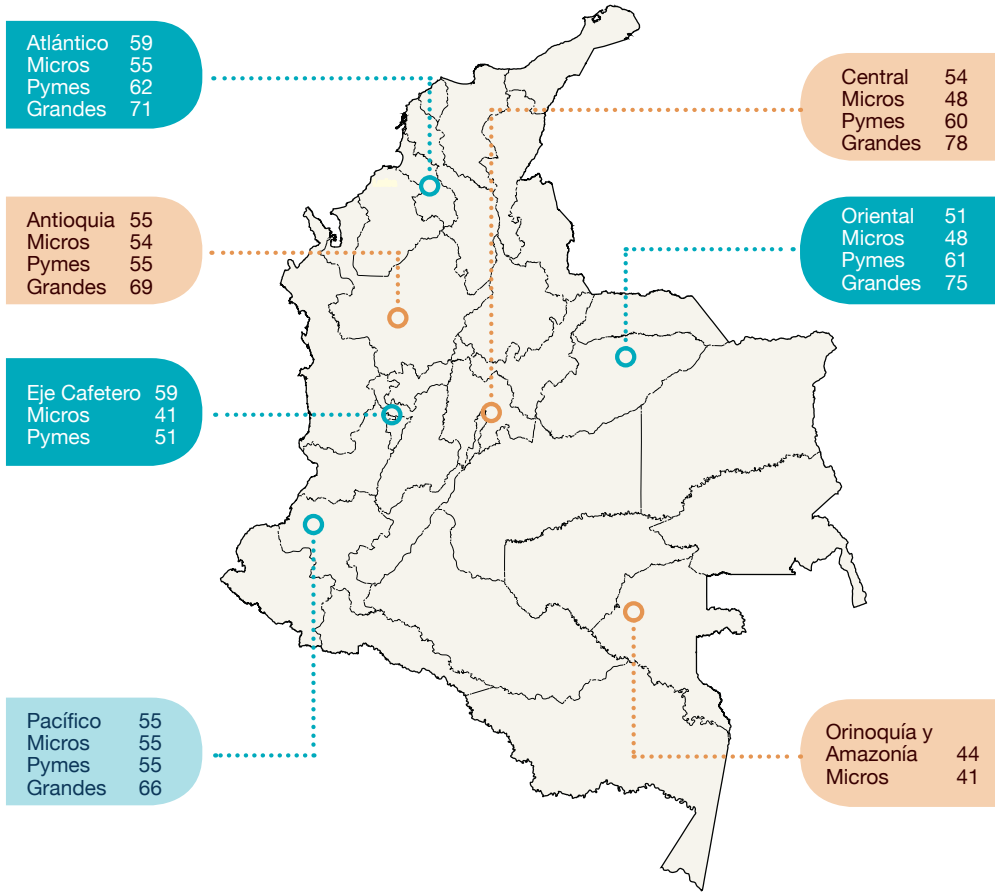 Atlántico 59
Micros 55
Pymes 62
Grandes 71
Antioquia 55
Micros 54
Pymes 55
Grandes 69
Eje Cafetero 59
Micros 41
Pymes 51
Pacífico 55
Micros 55
Pymes 55
Grandes 66
Central 54
Micros 48
Pymes 60
Grandes 78
Oriental 51
Micros 48
Pymes 61
Grandes 75
Orinoquía y
Amazonía 44
Micros 41